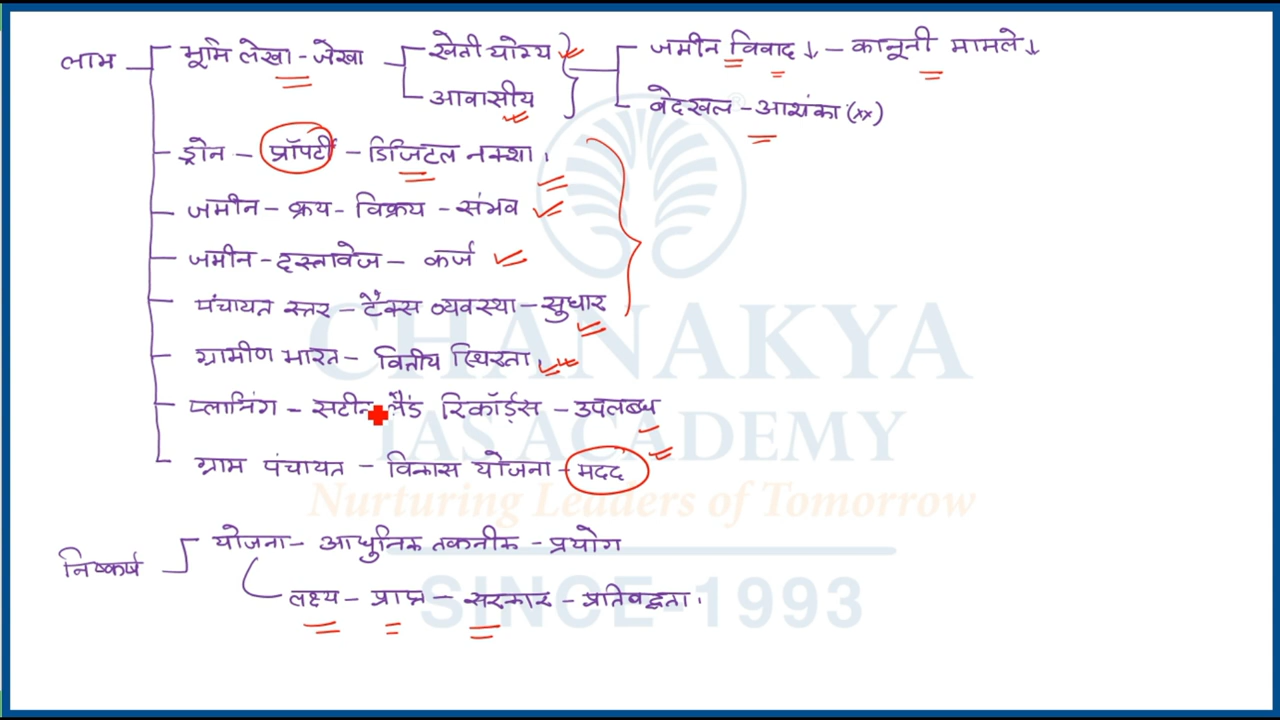 लाभ
भूमि लेखा-जोखा
खेती योग्य
आवासीय
जमीन विवाद ↓ - कानूनी मामले ↓
बेदखल - आशंका (xx)
ड्रोन - प्रॉपर्टी - डिजिटल नक्शा।
जमीन - क्रय - विक्रय - संभव
जमीन - दस्तावेज - कर्ज
पंचायत स्तर - टैक्स व्यवस्था - सुधार
ग्रामीण भारत - वित्तीय स्थिरता
प्लानिंग - सटीक लैंड रिकॉर्ड्स - उपलब्ध
ग्राम पंचायत - विकास योजना - मदद
निष्कर्ष
योजना - आधुनिक तकनीक - प्रयोग
लक्ष्य - प्राप्त - सरकार - प्रतिबद्धता।
CHANAKYA
IAS ACADEMY
Nurturing Leaders of Tomorrow
SINCE-1993